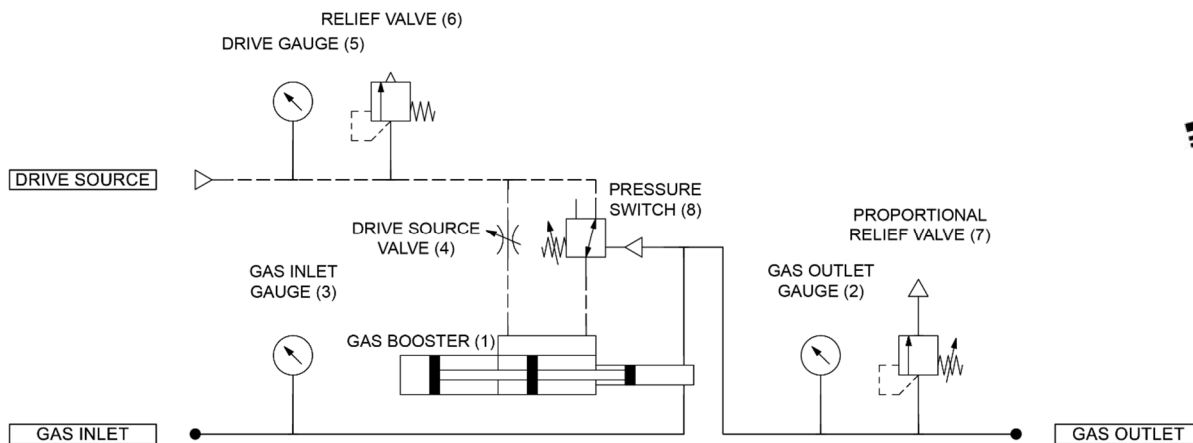 RELIEF VALVE (6)
DRIVE GAUGE (5)
DRIVE SOURCE
PRESSURE
SWITCH (8)
DRIVE SOURCE
VALVE (4)
PROPORTIONAL
RELIEF VALVE (7)
GAS INLET
GAUGE (3)
GAS OUTLET
GAUGE (2)
GAS BOOSTER (1)
GAS INLET
GAS OUTLET